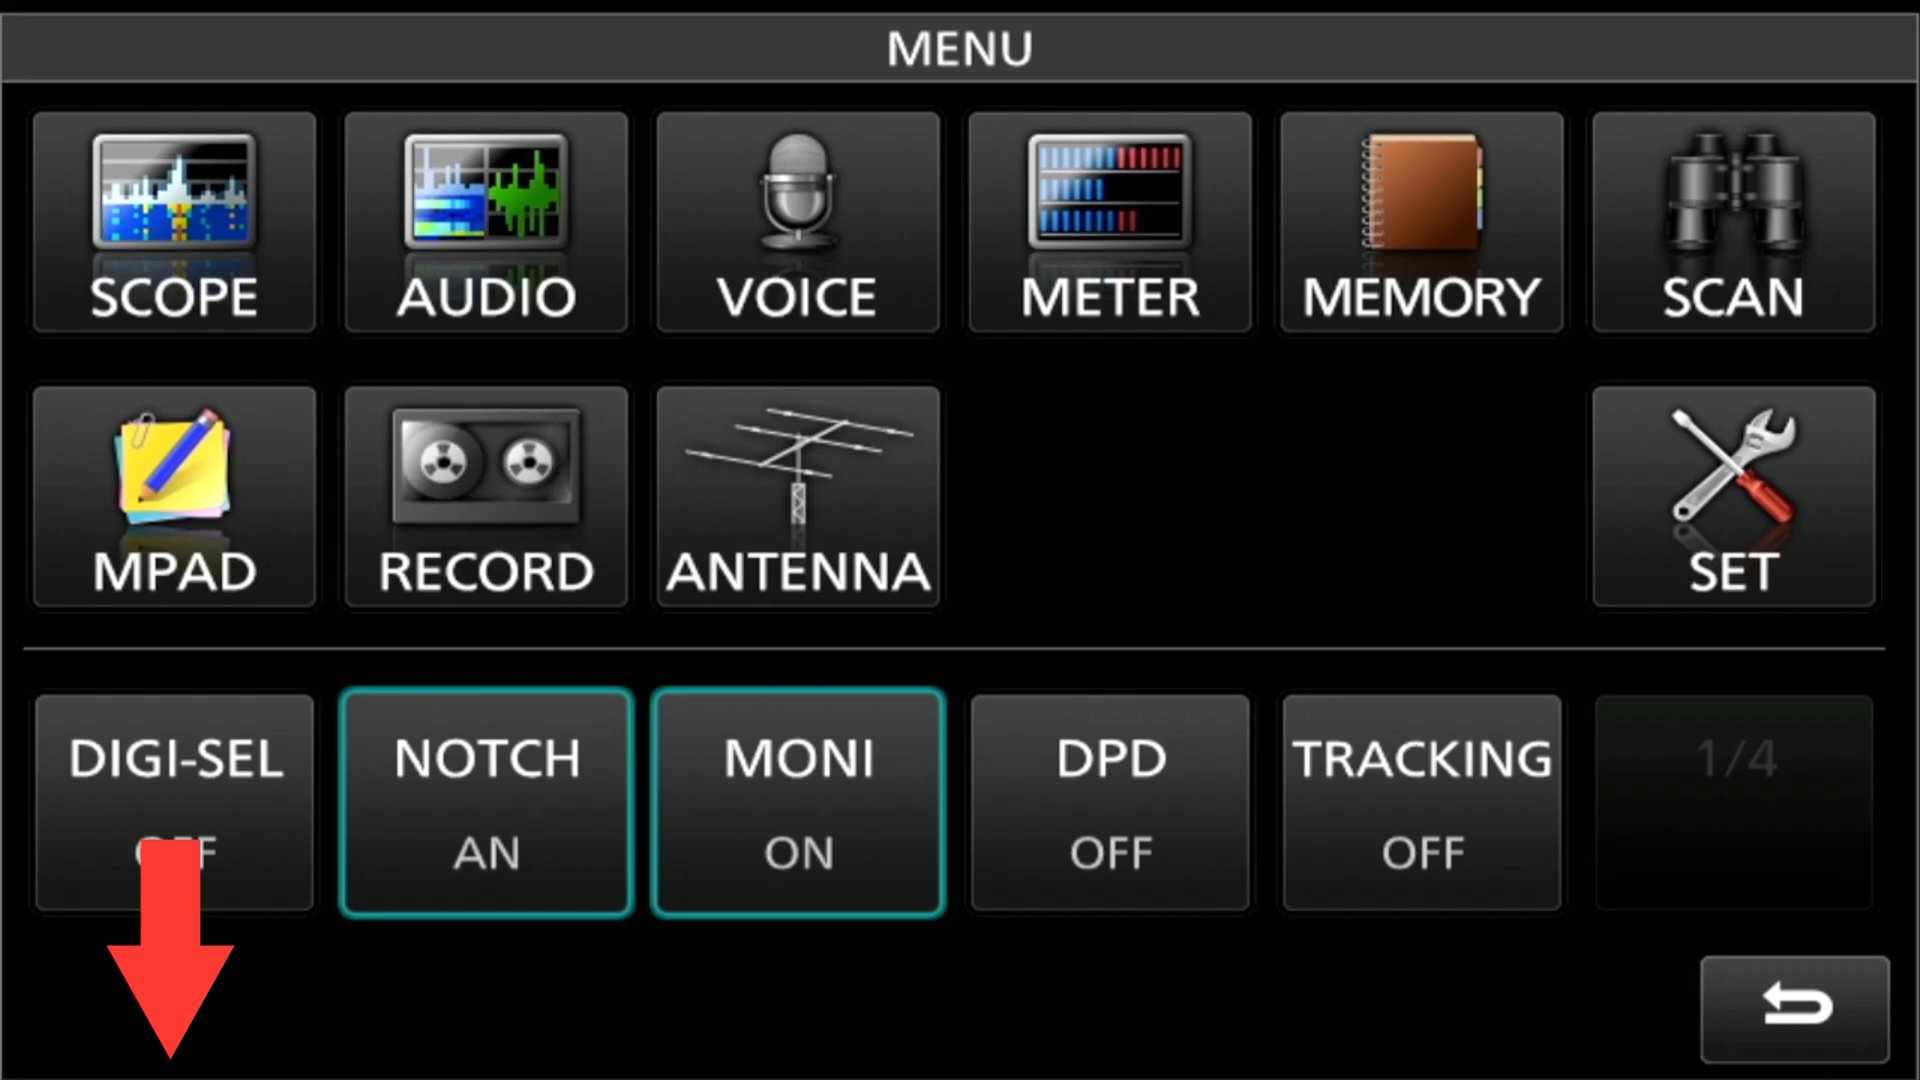 MENU
SCOPE
AUDIO
VOICE
METER
MEMORY
SCAN
MPAD
RECORD
ANTENNA
SET
DIGI-SEL
NOTCH
MONI
DPD
TRACKING
1/4
OFF
AN
ON
OFF
OFF